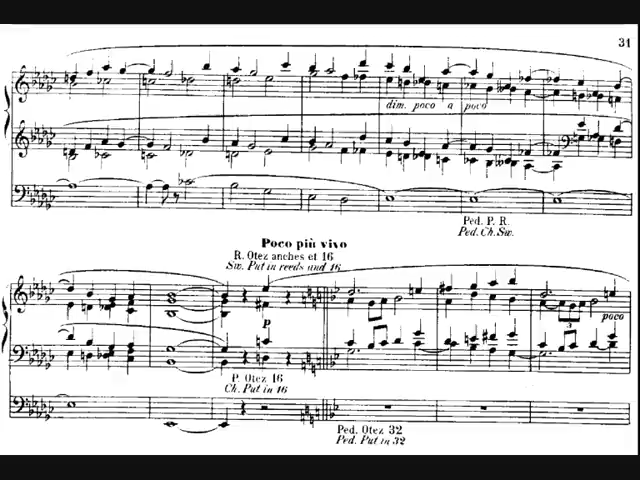 31
dim. poco a poco
Ped. P. R.
Ped. Ch. Sw.
Poco più vivo
R. Otez anches et 16
Sw. Put in reeds and 16
p
3
poco
P. Otez 16
Ch. Put in 16
Ped. Otez 32
Ped. Put in 32